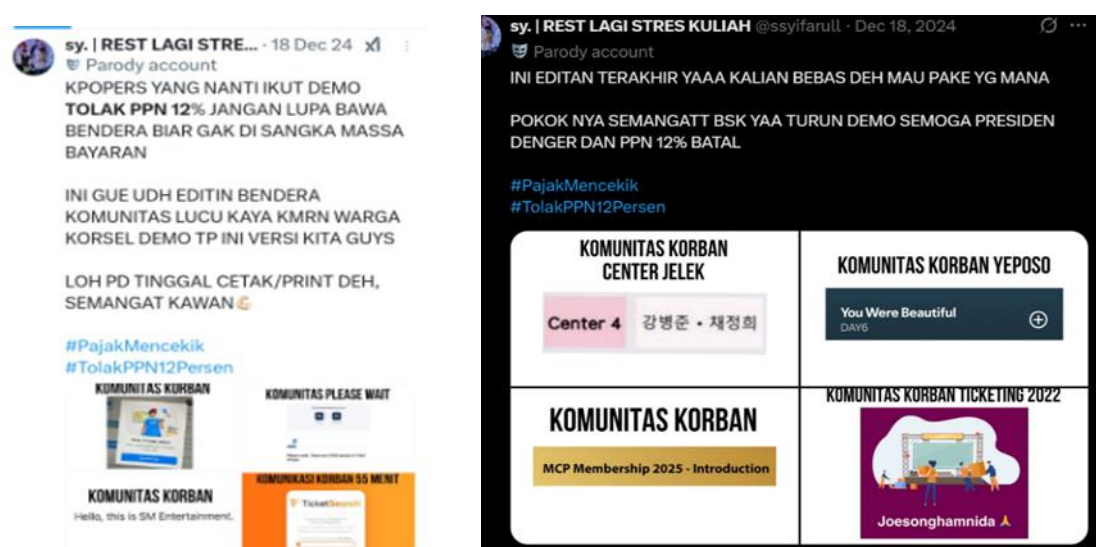 sy. | REST LAGI STRE... · 18 Dec 24
Parody account
KPOPERS YANG NANTI IKUT DEMO
TOLAK PPN 12% JANGAN LUPA BAWA
BENDERA BIAR GAK DI SANGKA MASSA
BAYARAN
INI GUE UDH EDITIN BENDERA
KOMUNITAS LUCU KAYA KMRN WARGA
KORSEL DEMO TP INI VERSI KITA GUYS
LOH PD TINGGAL CETAK/PRINT DEH,
SEMANGAT KAWAN💪🏻
#PajakMencekik
#TolakPPN12Persen
KOMUNITAS KORBAN
KOMUNITAS PLEASE WAIT
KOMUNITAS KORBAN
Hello, this is SM Entertainment.
KOMUNIKASI KORBAN 55 MENIT
TicketSearch
sy. | REST LAGI STRES KULIAH @ssyifarull · Dec 18, 2024
Parody account
INI EDITAN TERAKHIR YAAA KALIAN BEBAS DEH MAU PAKE YG MANA
POKOK NYA SEMANGATT BSK YAA TURUN DEMO SEMOGA PRESIDEN
DENGER DAN PPN 12% BATAL
#PajakMencekik
#TolakPPN12Persen
KOMUNITAS KORBAN
CENTER JELEK
Center 4 강병준 • 채정희
KOMUNITAS KORBAN YEPOSO
You Were Beautiful
DAY6
KOMUNITAS KORBAN
MCP Membership 2025 - Introduction
KOMUNITAS KORBAN TICKETING 2022
Joesonghamnida 🙏